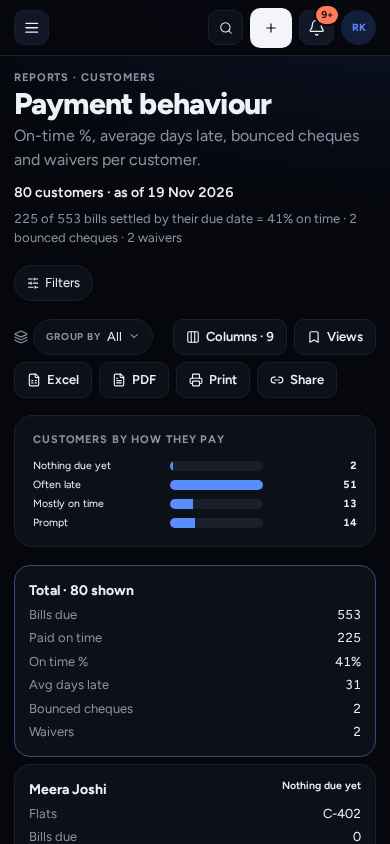 9+
RK
REPORTS · CUSTOMERS
Payment behaviour
On-time %, average days late, bounced cheques
and waivers per customer.
80 customers · as of 19 Nov 2026
225 of 553 bills settled by their due date = 41% on time · 2
bounced cheques · 2 waivers
Filters
GROUP BY All
Columns · 9
Views
Excel
PDF
Print
Share
CUSTOMERS BY HOW THEY PAY
Nothing due yet 2
Often late 51
Mostly on time 13
Prompt 14
Total · 80 shown
Bills due 553
Paid on time 225
On time % 41%
Avg days late 31
Bounced cheques 2
Waivers 2
Meera Joshi Nothing due yet
Flats C-402
Bills due 0